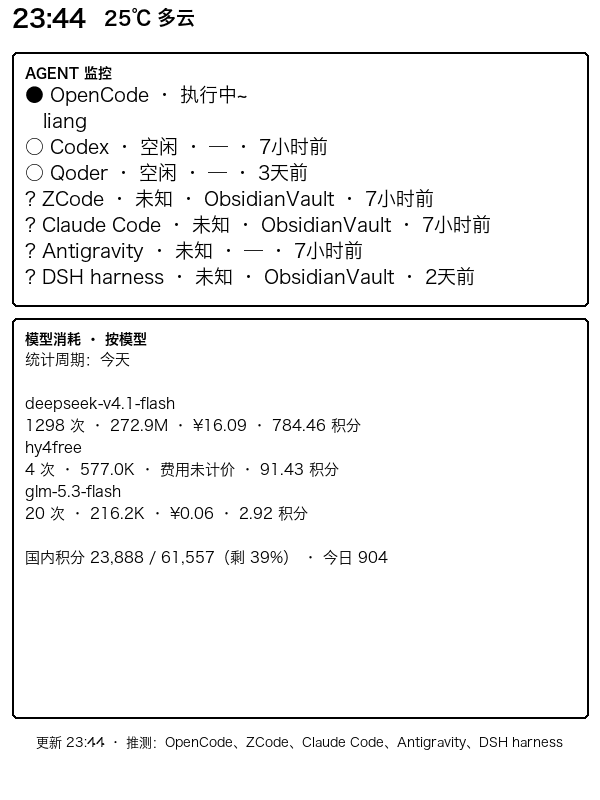 23:44 25℃ 多云
AGENT 监控
● OpenCode · 执行中~
liang
○ Codex · 空闲 · — · 7小时前
○ Qoder · 空闲 · — · 3天前
? ZCode · 未知 · ObsidianVault · 7小时前
? Claude Code · 未知 · ObsidianVault · 7小时前
? Antigravity · 未知 · — · 7小时前
? DSH harness · 未知 · ObsidianVault · 2天前
模型消耗 · 按模型
统计周期：今天
deepseek-v4.1-flash
1298 次 · 272.9M · ¥16.09 · 784.46 积分
hy4free
4 次 · 577.0K · 费用未计价 · 91.43 积分
glm-5.3-flash
20 次 · 216.2K · ¥0.06 · 2.92 积分
国内积分 23,888 / 61,557（剩 39%） · 今日 904
更新 23:44 · 推测：OpenCode、ZCode、Claude Code、Antigravity、DSH harness